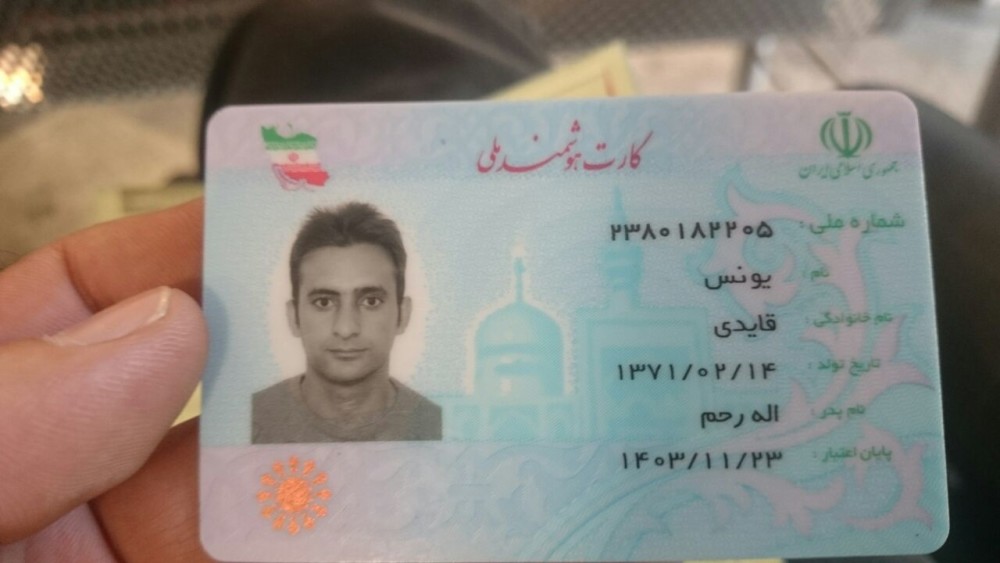 کارت هوشمند ملی
جمهوری اسلامی ایران
شماره ملی: ۲۳۸۰۱۸۲۲۰۵
نام: یونس
نام خانوادگی: قایدی
تاریخ تولد: ۱۳۷۱/۰۲/۱۴
نام پدر: اله رحم
پایان اعتبار: ۱۴۰۳/۱۱/۲۳